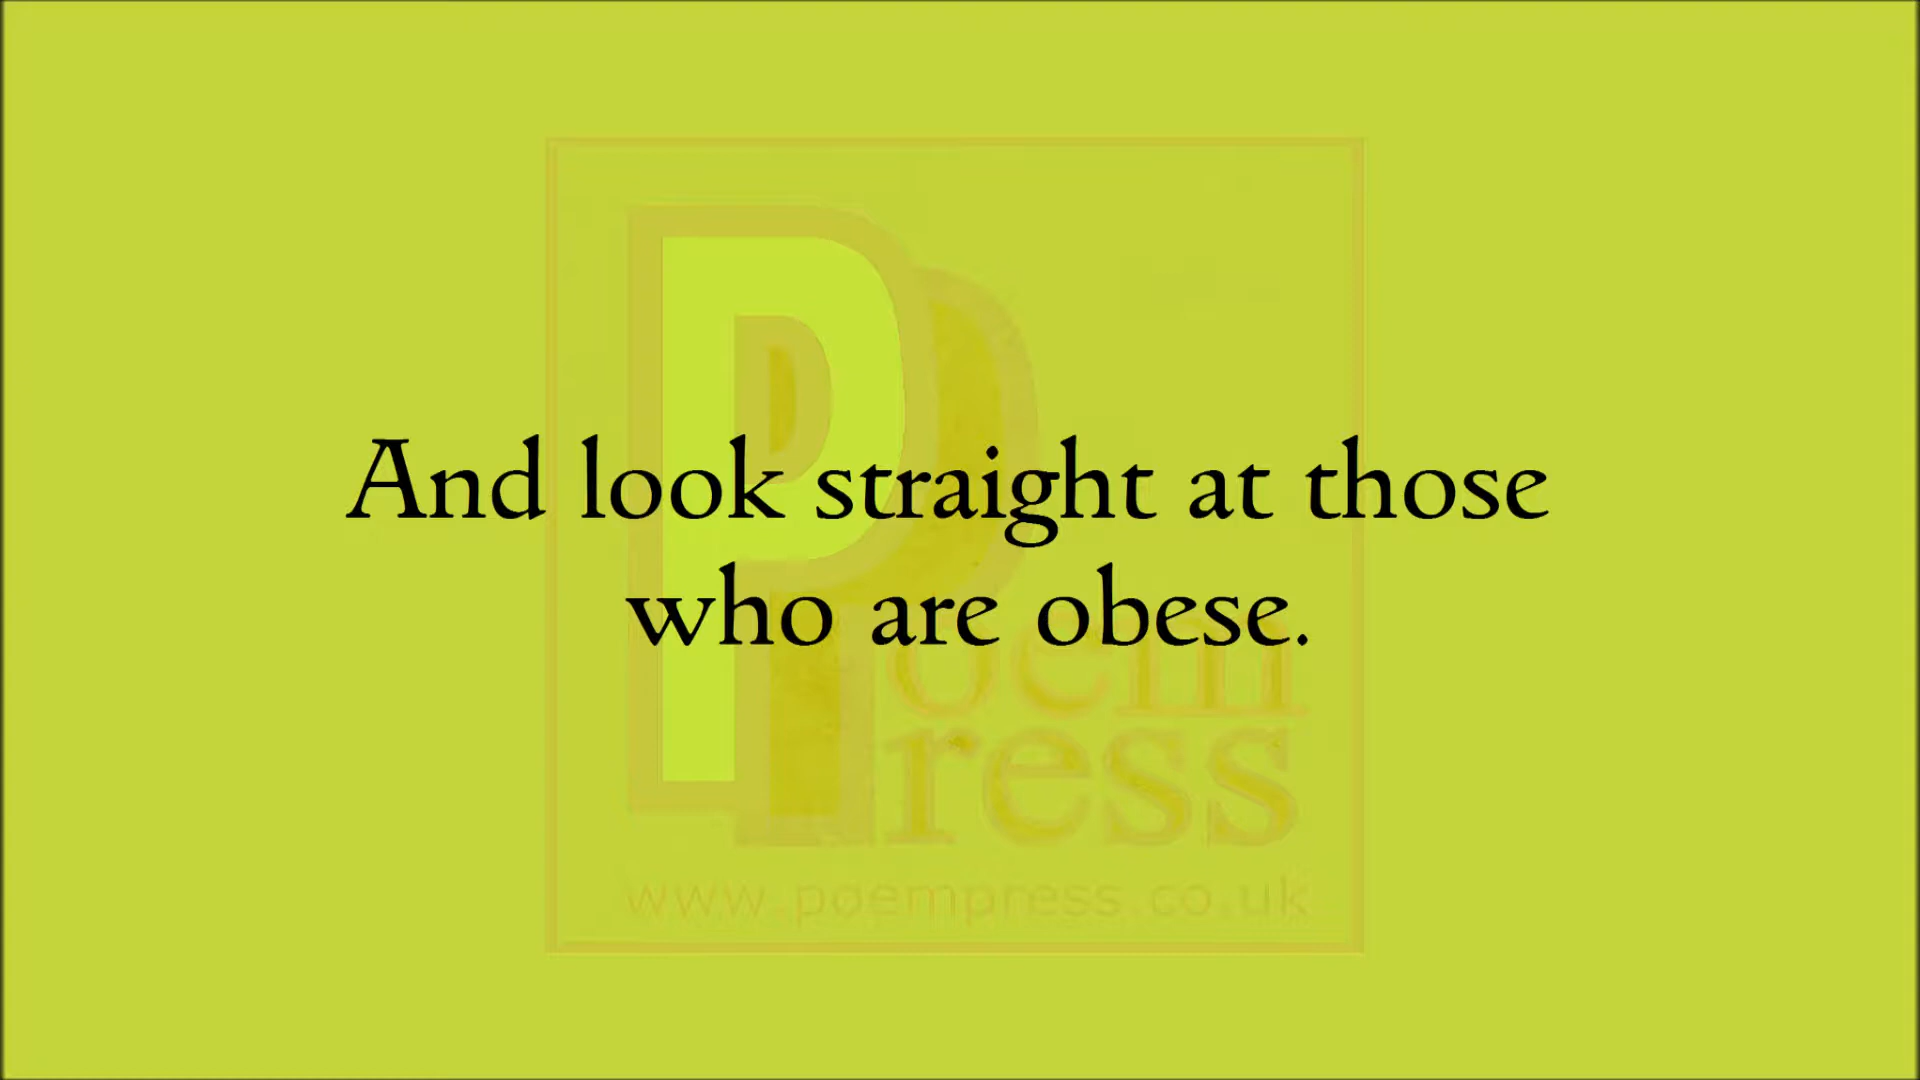 And look straight at those
who are obese.
P
Poem
Press
www.poempress.co.uk